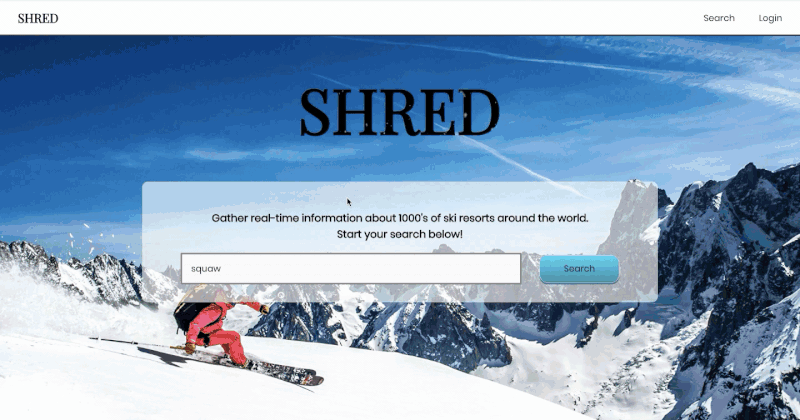 SHRED
Search
Login
SHRED
Gather real-time information about 1000's of ski resorts around the world.
Start your search below!
squaw
Search